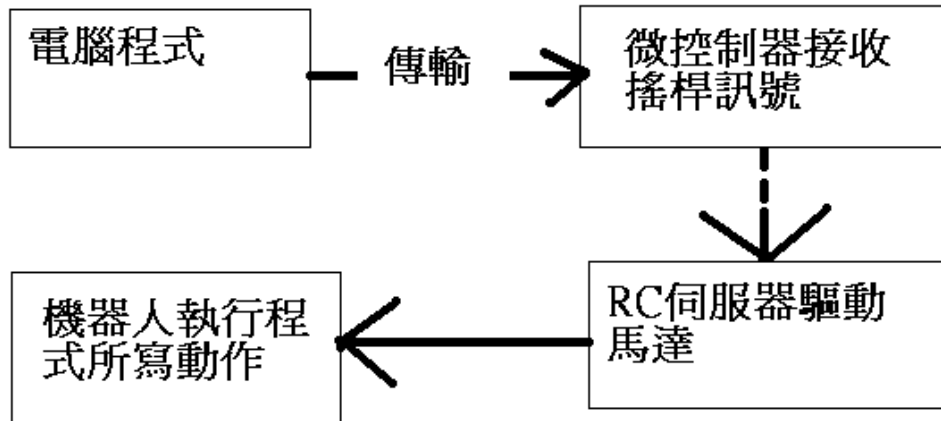 電腦程式
傳輸
微控制器接收
搖桿訊號
RC伺服器驅動
馬達
機器人執行程
式所寫動作